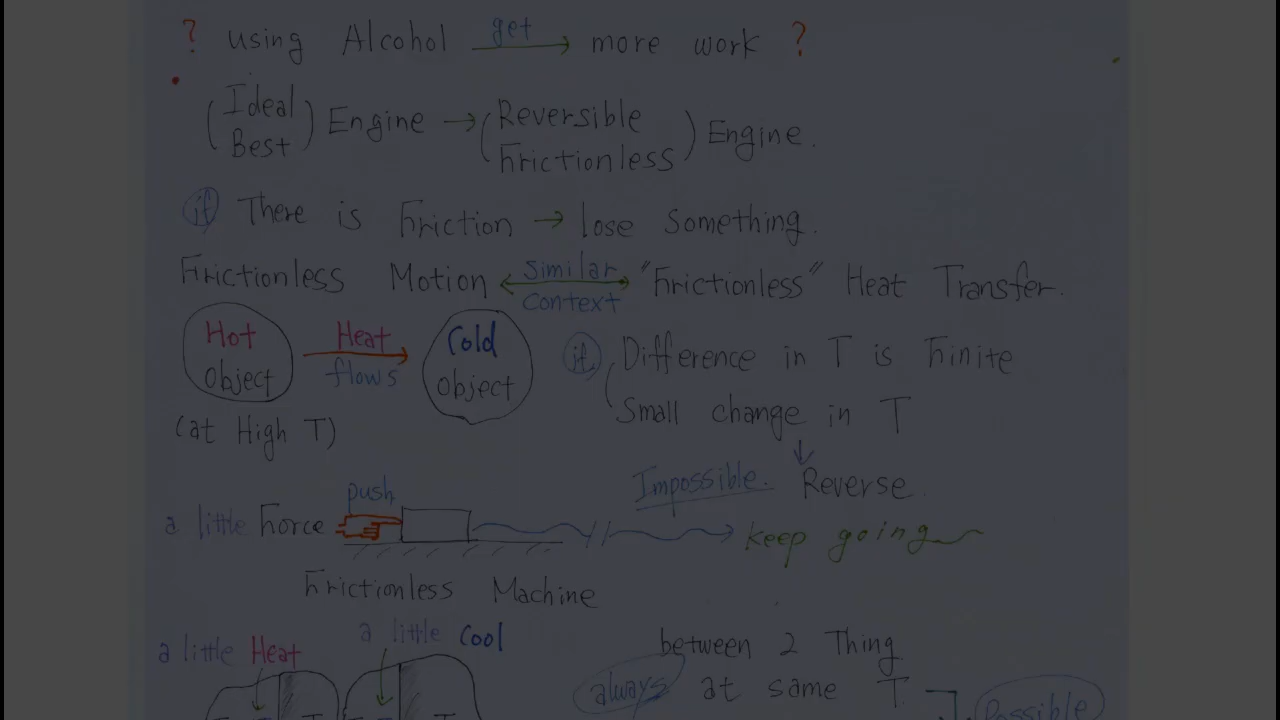 ? using Alcohol get → more work ?
(Ideal Best) Engine → (Reversible Frictionless) Engine.
if There is Friction → lose Something.
Frictionless Motion ↔ Similar context "Frictionless" Heat Transfer.
Hot object Heat flows → Cold object
(at High T)
if Difference in T is Finite
Small change in T
↓
Impossible. Reverse.
push
a little Force → keep going
Frictionless Machine
a little Heat
a little Cool
between 2 Thing
always at same T.
Possible